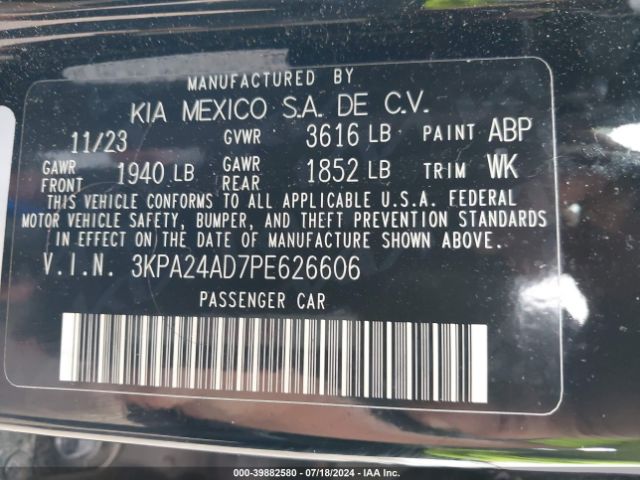 MANUFACTURED BY
KIA MEXICO S.A. DE C.V.
11/23 GVWR 3616 LB PAINT ABP
GAWR FRONT 1940 LB GAWR REAR 1852 LB TRIM WK
THIS VEHICLE CONFORMS TO ALL APPLICABLE U.S.A. FEDERAL
MOTOR VEHICLE SAFETY, BUMPER, AND THEFT PREVENTION STANDARDS
IN EFFECT ON THE DATE OF MANUFACTURE SHOWN ABOVE.
V.I.N. 3KPA24AD7PE626606
PASSENGER CAR
000-39882580 - 07/18/2024 - IAA Inc.